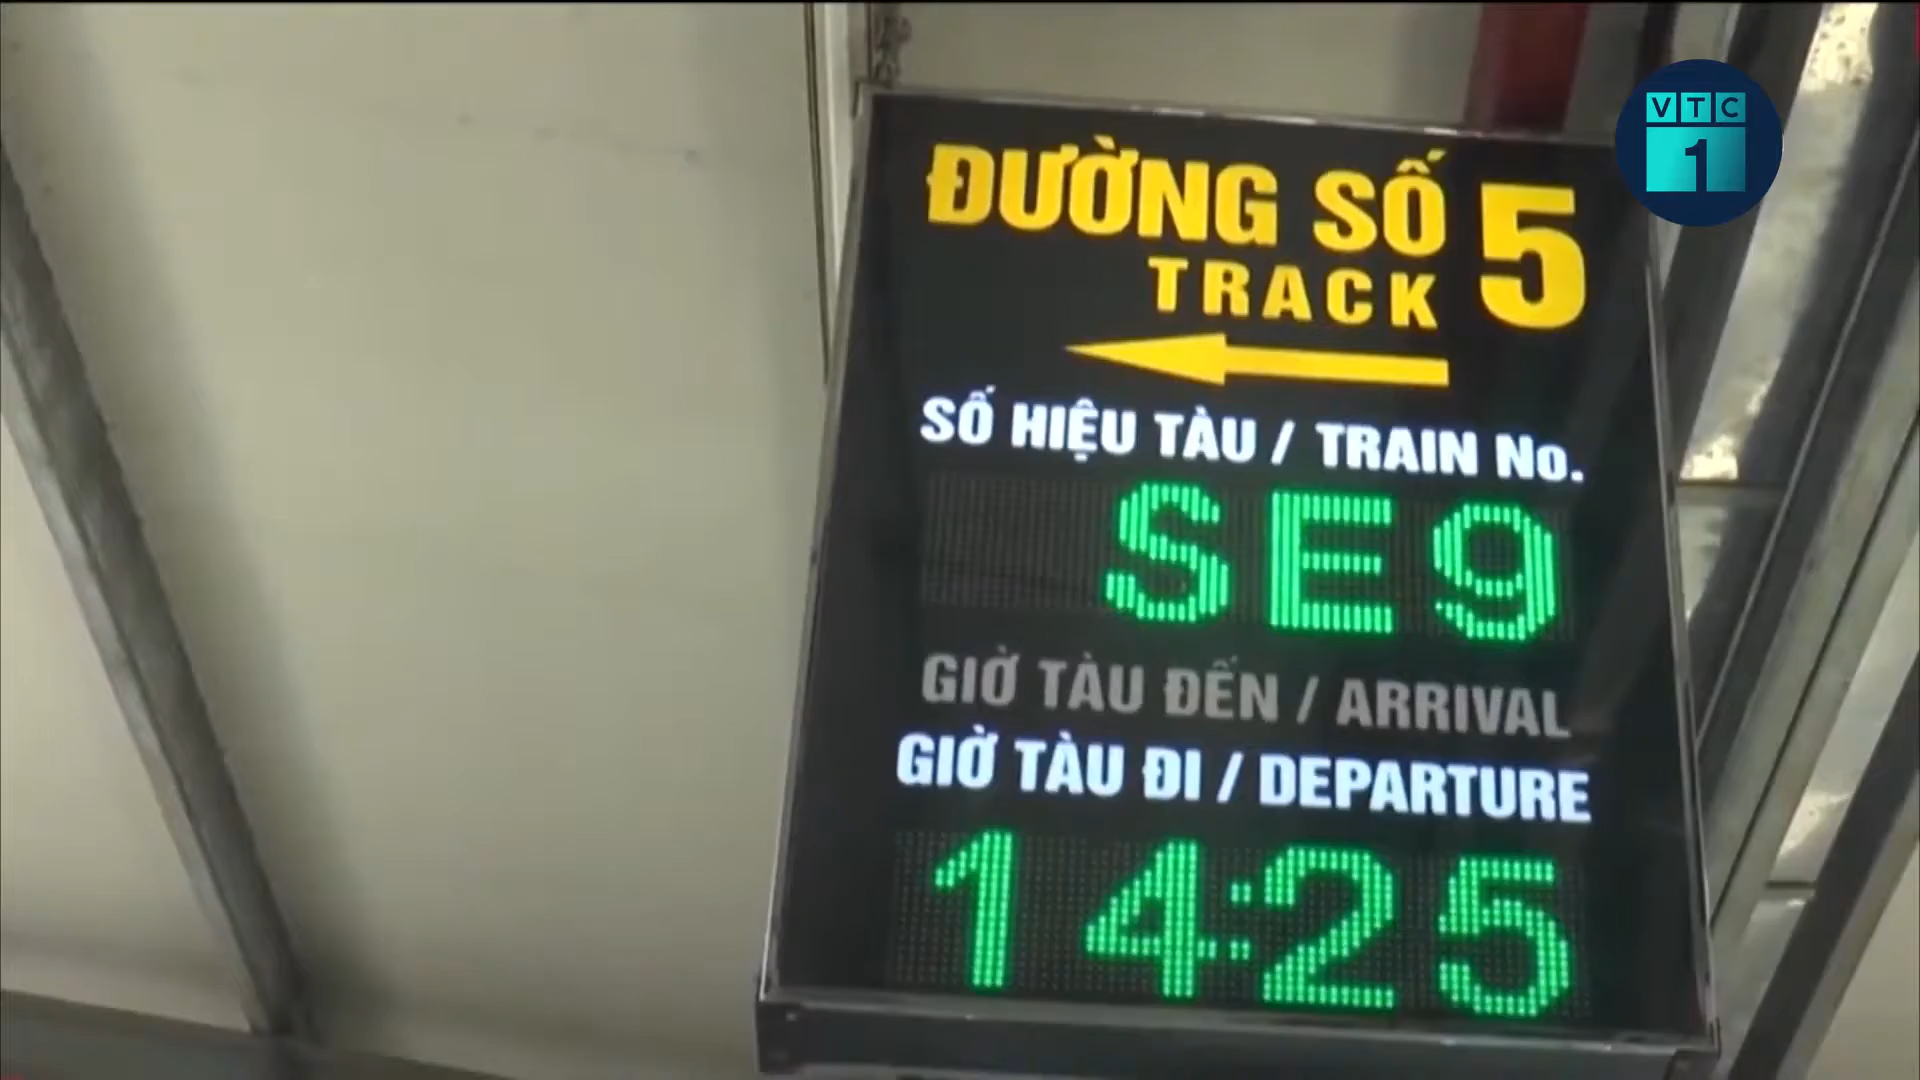 VTC
1
ĐƯỜNG SỐ 5
TRACK
SỐ HIỆU TÀU / TRAIN No.
SE9
GIỜ TÀU ĐẾN / ARRIVAL
GIỜ TÀU ĐI / DEPARTURE
14:25